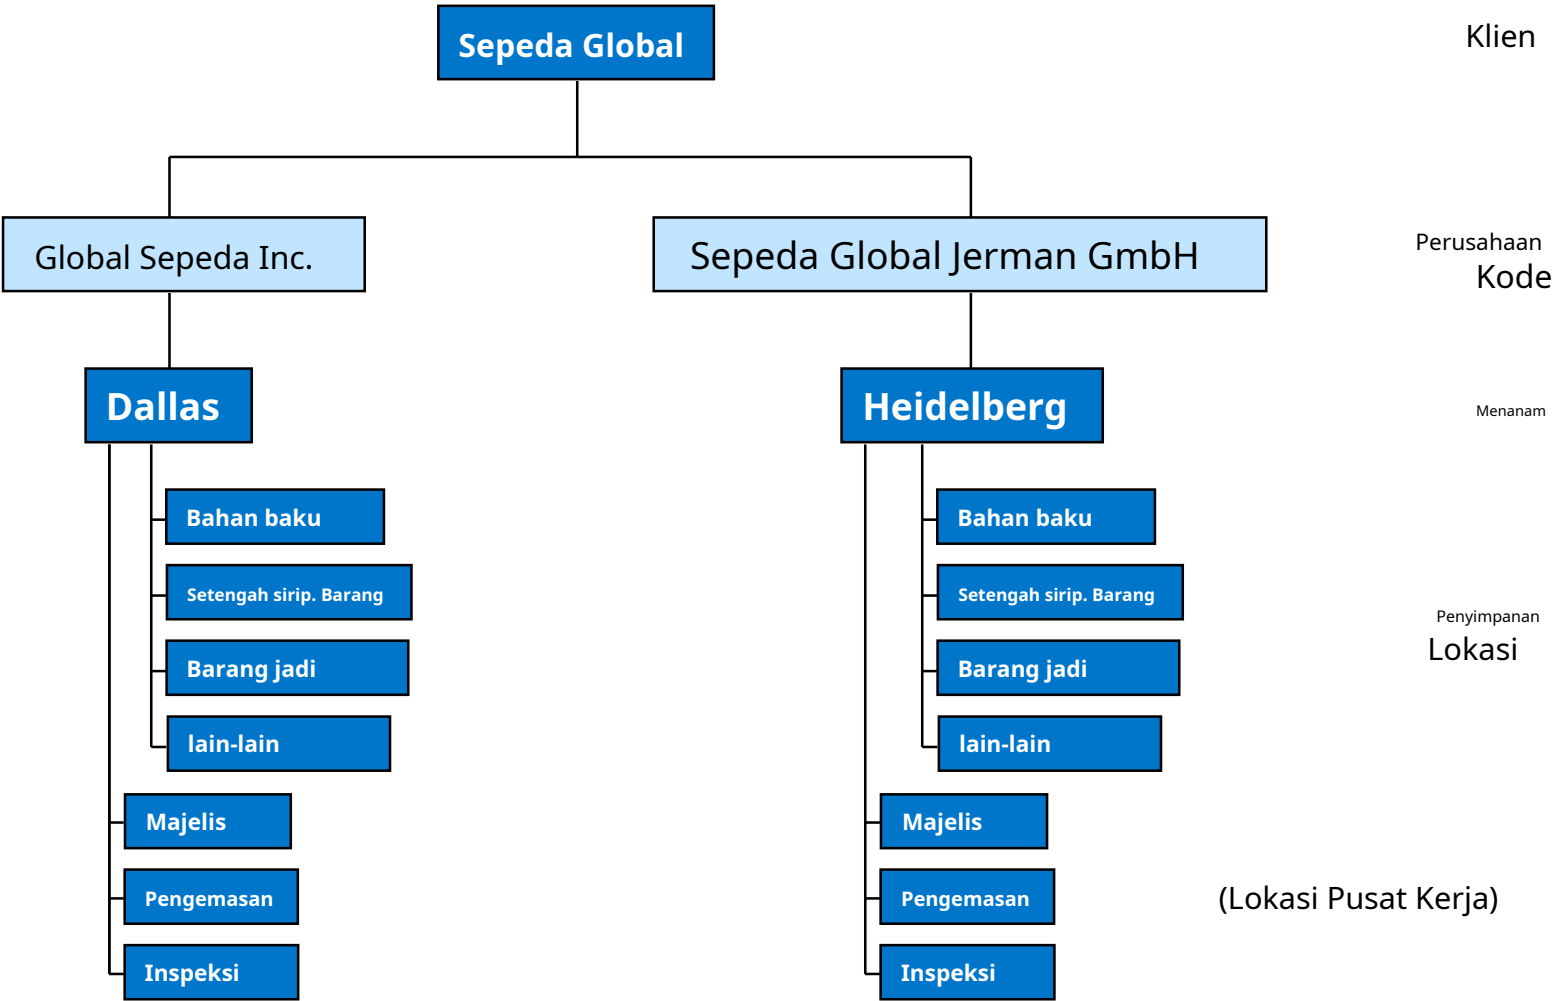 Sepeda Global
Klien
Global Sepeda Inc.
Sepeda Global Jerman GmbH
Perusahaan
Kode
Dallas
Heidelberg
Menanam
Bahan baku
Bahan baku
Setengah sirip. Barang
Setengah sirip. Barang
Penyimpanan
Lokasi
Barang jadi
Barang jadi
lain-lain
lain-lain
Majelis
Majelis
Pengemasan
Pengemasan
(Lokasi Pusat Kerja)
Inspeksi
Inspeksi